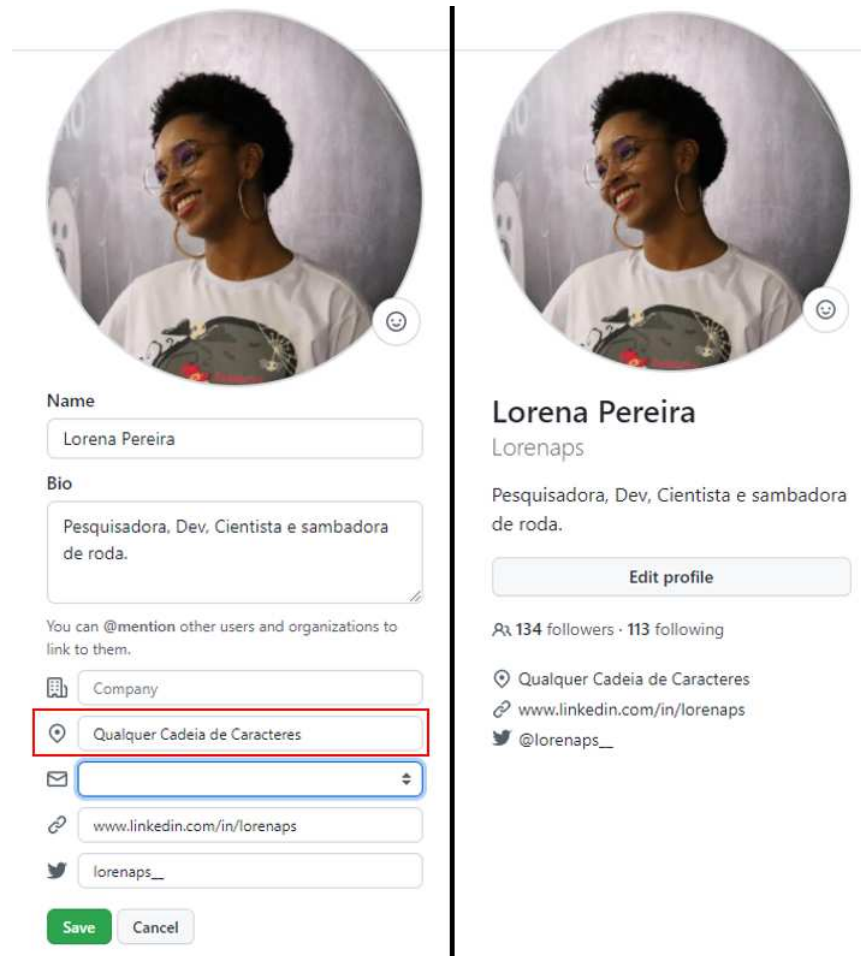 Name
Lorena Pereira
Bio
Pesquisadora, Dev, Cientista e sambadora
de roda.
You can @mention other users and organizations to
link to them.
Company
Qualquer Cadeia de Caracteres
www.linkedin.com/in/lorenaps
lorenaps__
Save Cancel
Lorena Pereira
Lorenaps
Pesquisadora, Dev, Cientista e sambadora
de roda.
Edit profile
134 followers · 113 following
Qualquer Cadeia de Caracteres
www.linkedin.com/in/lorenaps
@lorenaps__